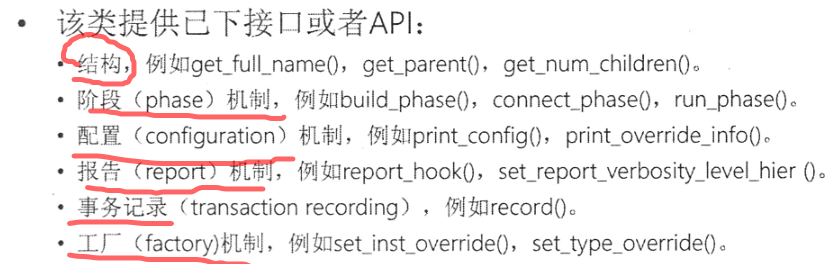 • 该类提供已下接口或者API：
• 结构，例如get_full_name()，get_parent()，get_num_children()。
• 阶段（phase）机制，例如build_phase()，connect_phase()，run_phase()。
• 配置（configuration）机制，例如print_config()，print_override_info()。
• 报告（report）机制，例如report_hook()，set_report_verbosity_level_hier ()。
• 事务记录（transaction recording），例如record()。
• 工厂（factory)机制，例如set_inst_override()，set_type_override()。